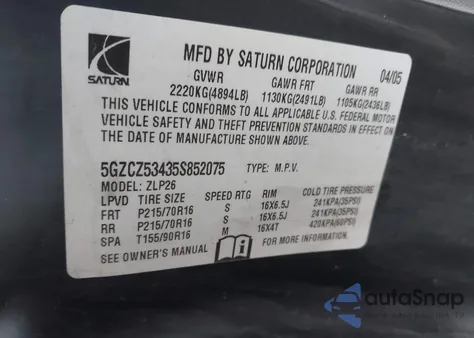 MFD BY SATURN CORPORATION 04/05
SATURN
GVWR GAWR FRT GAWR RR
2220KG(4894LB) 1130KG(2491LB) 1105KG(2436LB)
THIS VEHICLE CONFORMS TO ALL APPLICABLE U.S. FEDERAL MOTOR
VEHICLE SAFETY AND THEFT PREVENTION STANDARDS IN EFFECT ON
THE DATE OF MANUFACTURE SHOWN ABOVE.
5GZCZ53435S852075 TYPE: M.P.V.
MODEL: ZLP26
LPVD TIRE SIZE SPEED RTG RIM COLD TIRE PRESSURE
FRT P215/70R16 S 16X6.5J 241KPA(35PSI)
RR P215/70R16 S 16X6.5J 241KPA(35PSI)
SPA T155/90R16 M 16X4T 420KPA(60PSI)
SEE OWNER'S MANUAL
autoSnap